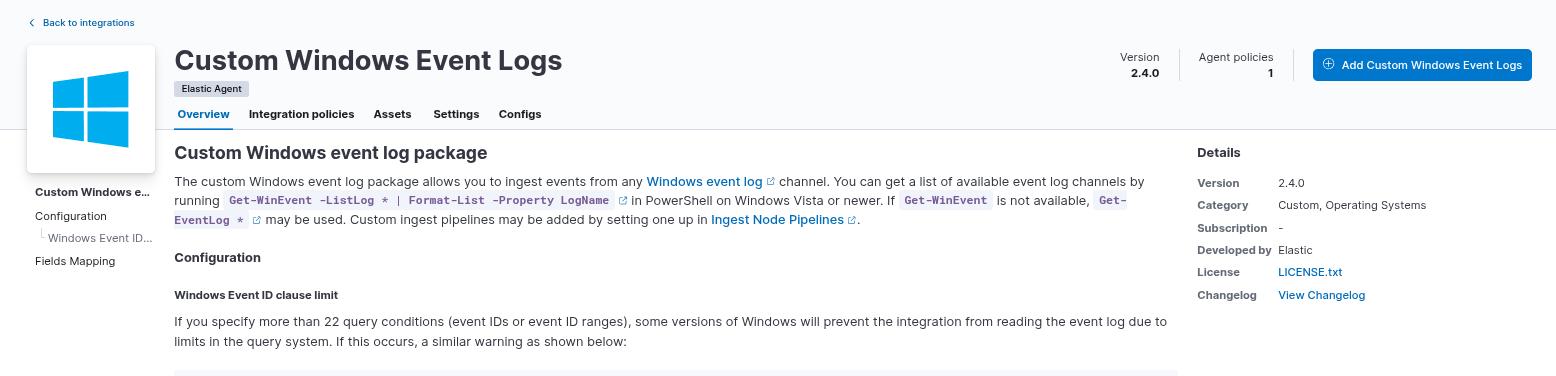 Back to integrations
Custom Windows Event Logs
Elastic Agent
Version
2.4.0
Agent policies
1
Add Custom Windows Event Logs
Overview
Integration policies
Assets
Settings
Configs
Custom Windows e...
Configuration
Windows Event ID...
Fields Mapping
Custom Windows event log package
The custom Windows event log package allows you to ingest events from any Windows event log channel. You can get a list of available event log channels by
running Get-WinEvent -ListLog * | Format-List -Property LogName in PowerShell on Windows Vista or newer. If Get-WinEvent is not available, Get-
EventLog * may be used. Custom ingest pipelines may be added by setting one up in Ingest Node Pipelines.
Configuration
Windows Event ID clause limit
If you specify more than 22 query conditions (event IDs or event ID ranges), some versions of Windows will prevent the integration from reading the event log due to
limits in the query system. If this occurs, a similar warning as shown below:
Details
Version 2.4.0
Category Custom, Operating Systems
Subscription -
Developed by Elastic
License LICENSE.txt
Changelog View Changelog